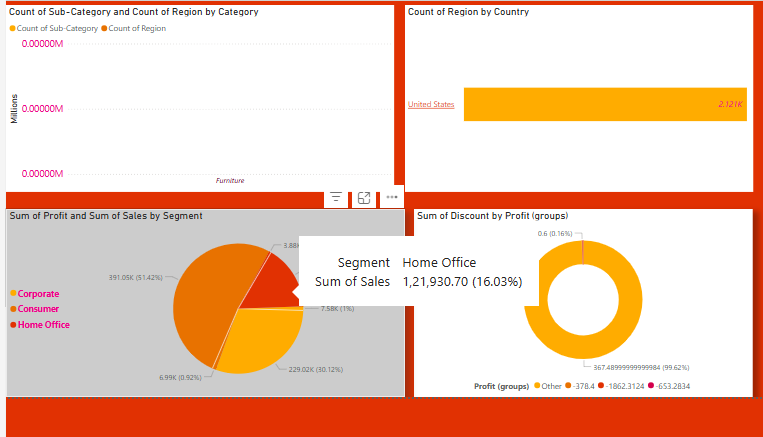 Count of Sub-Category and Count of Region by Category
Count of Sub-Category Count of Region
0.00000M
0.00000M
0.00000M
Millions
Furniture
Count of Region by Country
United States
2.121K
Sum of Profit and Sum of Sales by Segment
Corporate
Consumer
Home Office
391.05K (51.42%)
3.88K
7.58K (1%)
229.02K (30.12%)
6.99K (0.92%)
Segment Home Office
Sum of Sales 1,21,930.70 (16.03%)
Sum of Discount by Profit (groups)
0.6 (0.16%)
367.48999999999984 (99.62%)
Profit (groups) Other -378.4 -1862.3124 -653.2834